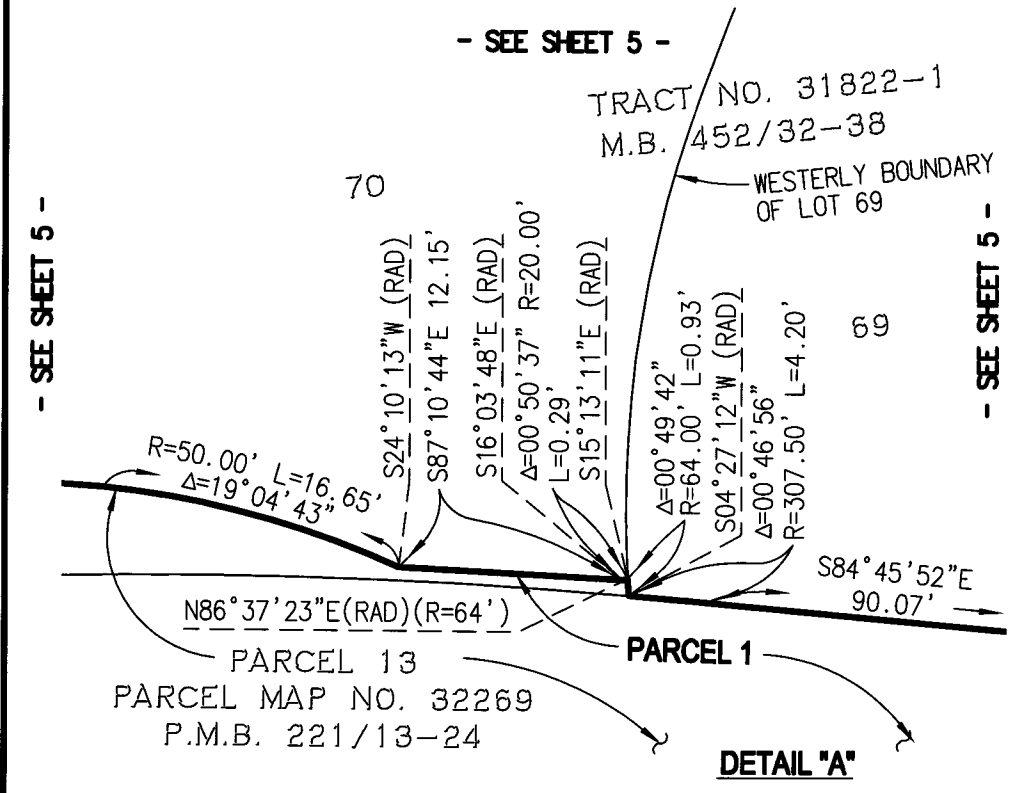 - SEE SHEET 5 -
TRACT NO. 31822-1
M.B. 452/32-38
WESTERLY BOUNDARY
OF LOT 69
70
69
- SEE SHEET 5 -
- SEE SHEET 5 -
R=50.00' L=16.65'
Δ=19°04'43"
S24°10'13"W (RAD)
S87°10'44"E 12.15'
S16°03'48"E (RAD)
Δ=00°50'37" R=20.00'
L=0.29'
S15°13'11"E (RAD)
Δ=00°49'42"
R=64.00' L=0.93'
S04°27'12"W (RAD)
Δ=00°46'56"
R=307.50' L=4.20'
S84°45'52"E
90.07'
N86°37'23"E(RAD)(R=64')
PARCEL 13
PARCEL MAP NO. 32269
P.M.B. 221/13-24
PARCEL 1
DETAIL "A"